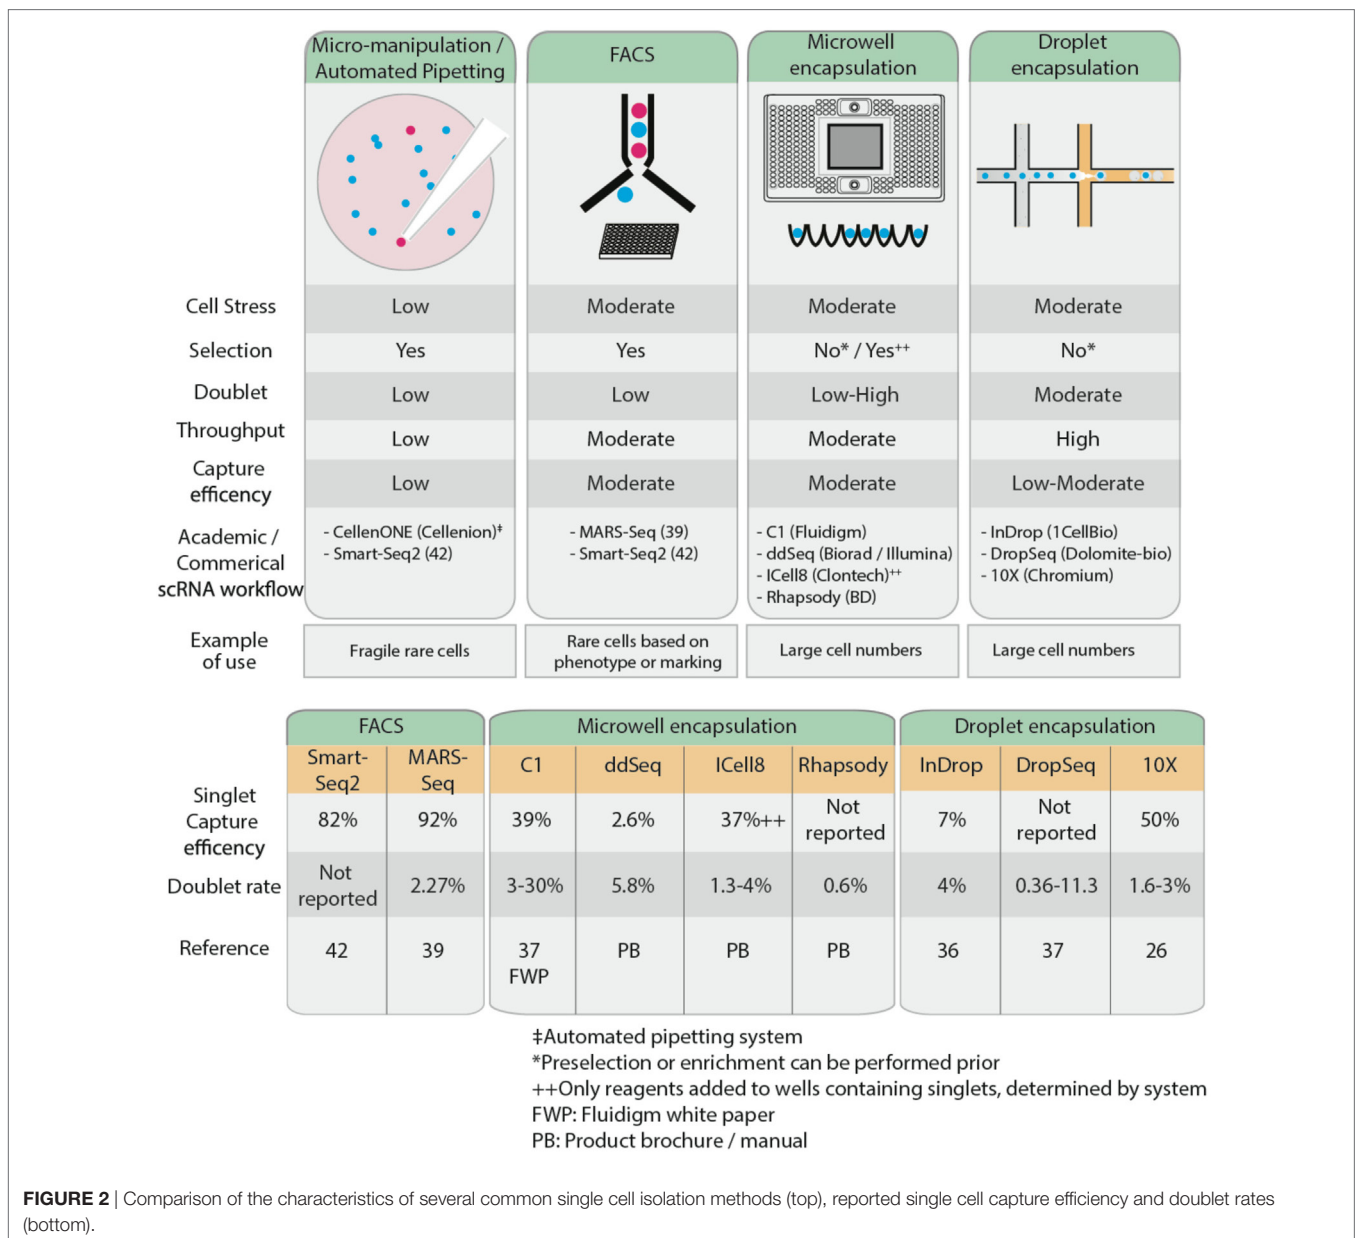 Micro-manipulation /
Automated Pipetting
FACS
Microwell
encapsulation
Droplet
encapsulation
Cell Stress
Low
Moderate
Moderate
Moderate
Selection
Yes
Yes
No* / Yes++
No*
Doublet
Low
Low
Low-High
Moderate
Throughput
Low
Moderate
Moderate
High
Capture
efficency
Low
Moderate
Moderate
Low-Moderate
Academic /
Commerical
scRNA workflow
- CellenONE (Cellenion)‡
- Smart-Seq2 (42)
- MARS-Seq (39)
- Smart-Seq2 (42)
- C1 (Fluidigm)
- ddSeq (Biorad / Illumina)
- ICell8 (Clontech)++
- Rhapsody (BD)
- InDrop (1CellBio)
- DropSeq (Dolomite-bio)
- 10X (Chromium)
Example
of use
Fragile rare cells
Rare cells based on
phenotype or marking
Large cell numbers
Large cell numbers
FACS
Microwell encapsulation
Droplet encapsulation
Smart-
Seq2
MARS-
Seq
C1
ddSeq
ICell8
Rhapsody
InDrop
DropSeq
10X
Singlet
Capture
efficency
82%
92%
39%
2.6%
37%++
Not
reported
7%
Not
reported
50%
Doublet rate
Not
reported
2.27%
3-30%
5.8%
1.3-4%
0.6%
4%
0.36-11.3
1.6-3%
Reference
42
39
37
FWP
PB
PB
PB
36
37
26
‡Automated pipetting system
*Preselection or enrichment can be performed prior
++Only reagents added to wells containing singlets, determined by system
FWP: Fluidigm white paper
PB: Product brochure / manual
FIGURE 2 | Comparison of the characteristics of several common single cell isolation methods (top), reported single cell capture efficiency and doublet rates
(bottom).